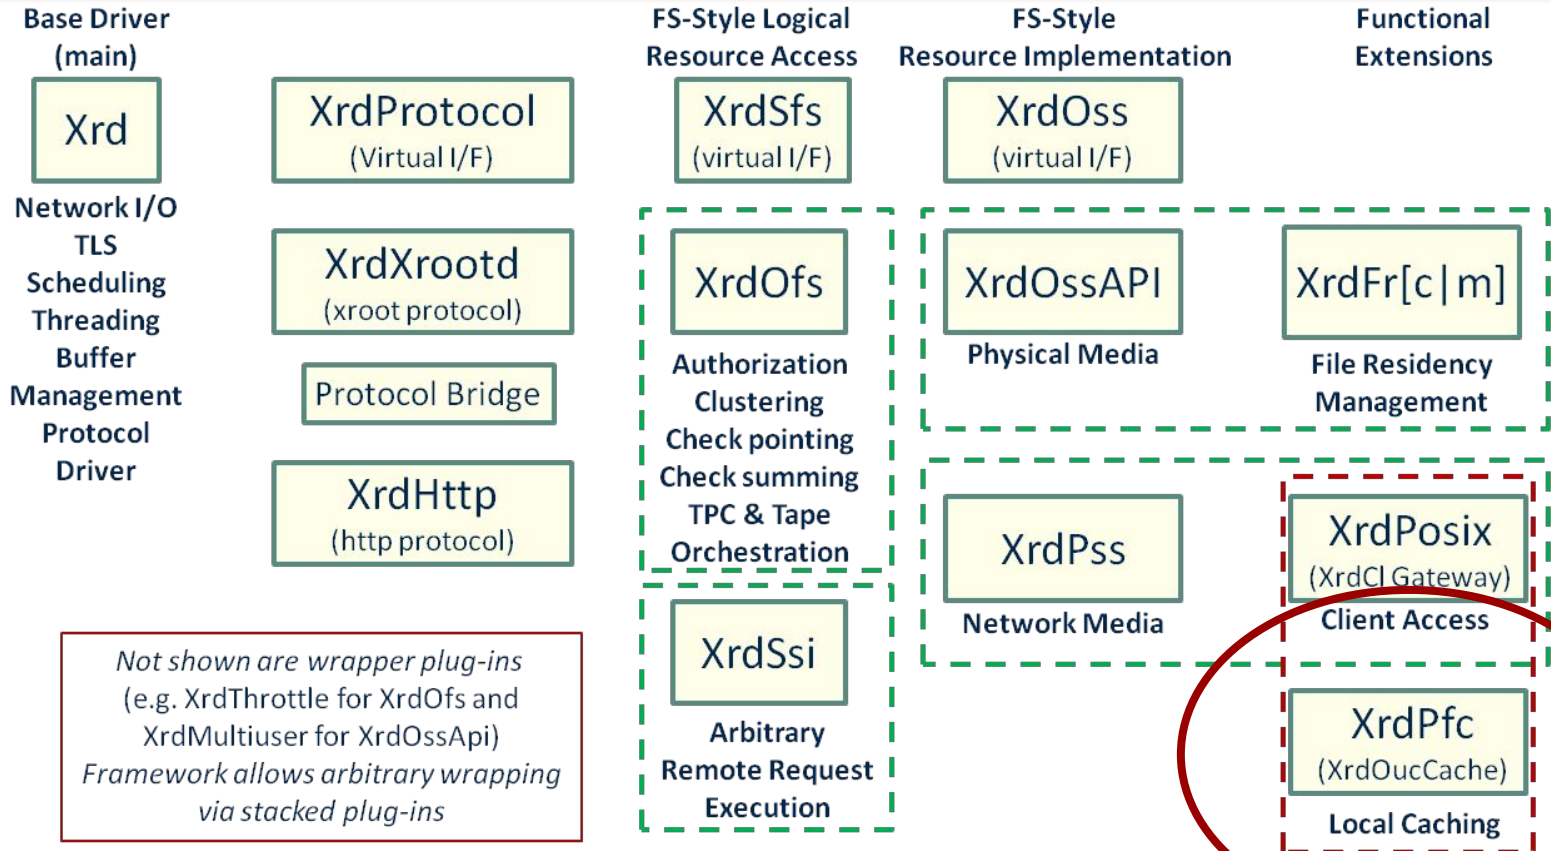 Base Driver
(main)
Xrd
Network I/O
TLS
Scheduling
Threading
Buffer
Management
Protocol
Driver
XrdProtocol
(Virtual I/F)
XrdXrootd
(xroot protocol)
Protocol Bridge
XrdHttp
(http protocol)
Not shown are wrapper plug-ins
(e.g. XrdThrottle for XrdOfs and
XrdMultiuser for XrdOssApi)
Framework allows arbitrary wrapping
via stacked plug-ins
FS-Style Logical
Resource Access
XrdSfs
(virtual I/F)
XrdOfs
Authorization
Clustering
Check pointing
Check summing
TPC & Tape
Orchestration
XrdSsi
Arbitrary
Remote Request
Execution
FS-Style
Resource Implementation
XrdOss
(virtual I/F)
XrdOssAPI
Physical Media
XrdPss
Network Media
Functional
Extensions
XrdFr[c|m]
File Residency
Management
XrdPosix
(XrdCl Gateway)
Client Access
XrdPfc
(XrdOucCache)
Local Caching